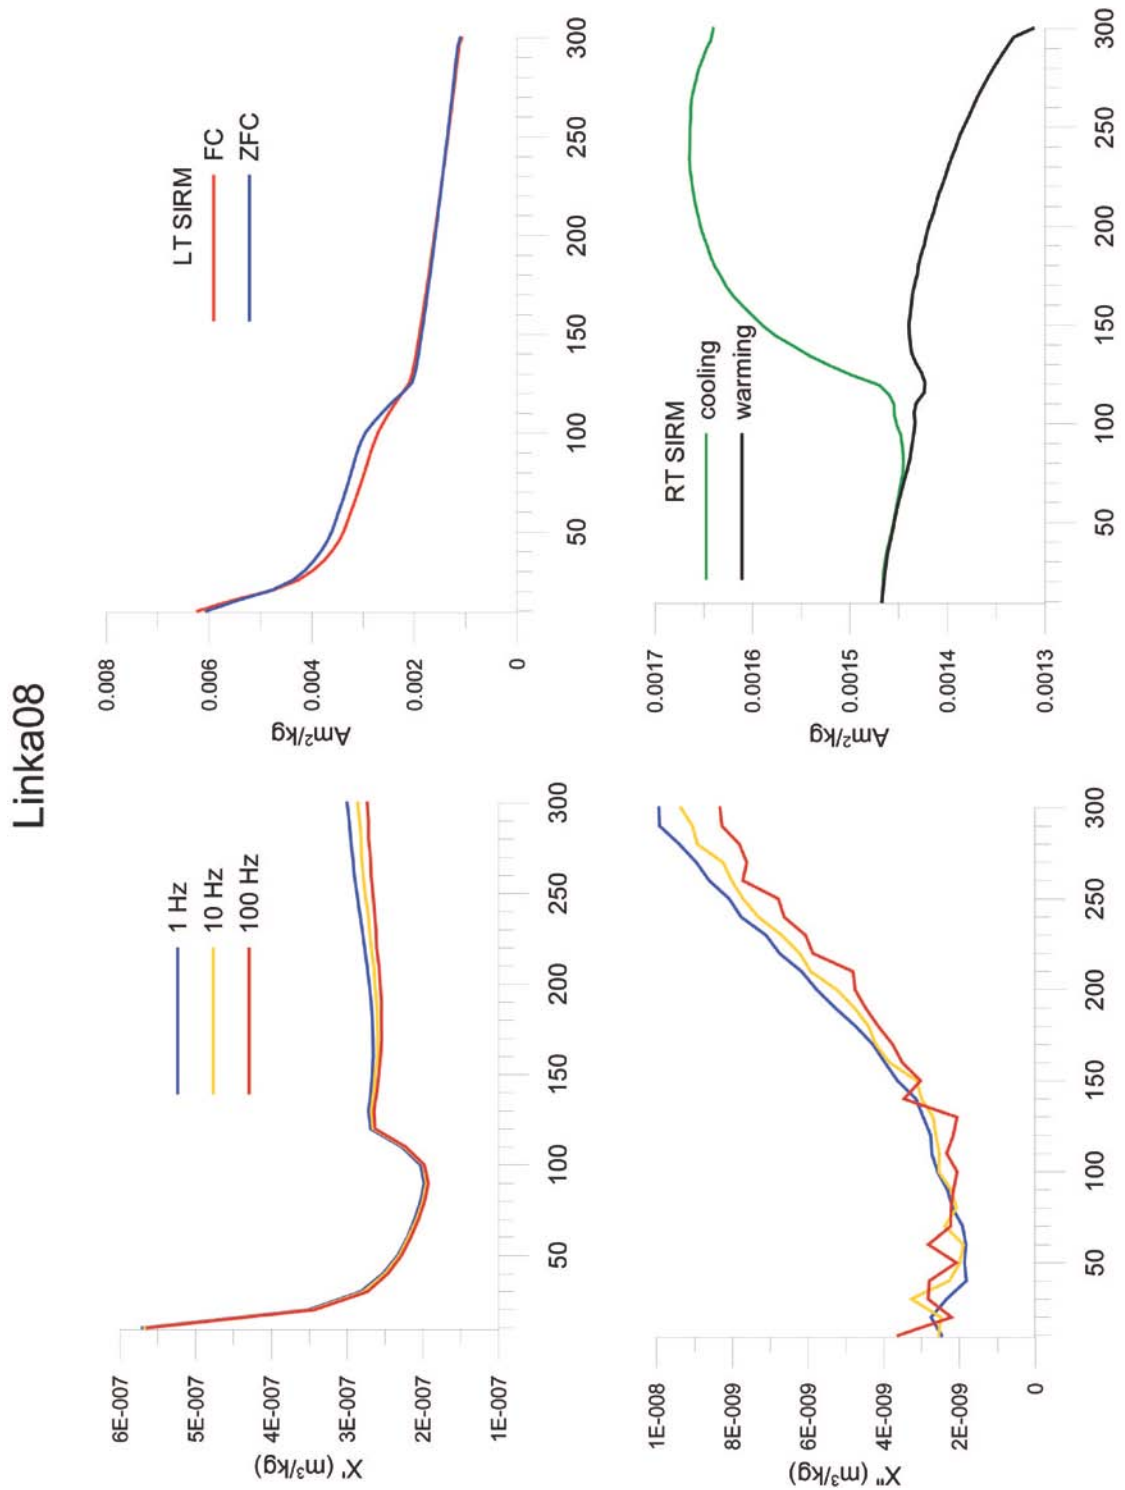 Linka08
X' (m³/kg)
6E-007
5E-007
4E-007
3E-007
2E-007
1E-007
1 Hz
10 Hz
100 Hz
50
100
150
200
250
300
Am²/kg
0.008
0.006
0.004
0.002
0
LT SIRM
FC
ZFC
50
100
150
200
250
300
X" (m³/kg)
1E-008
8E-009
6E-009
4E-009
2E-009
0
50
100
150
200
250
300
Am²/kg
0.0017
0.0016
0.0015
0.0014
0.0013
RT SIRM
cooling
warming
50
100
150
200
250
300